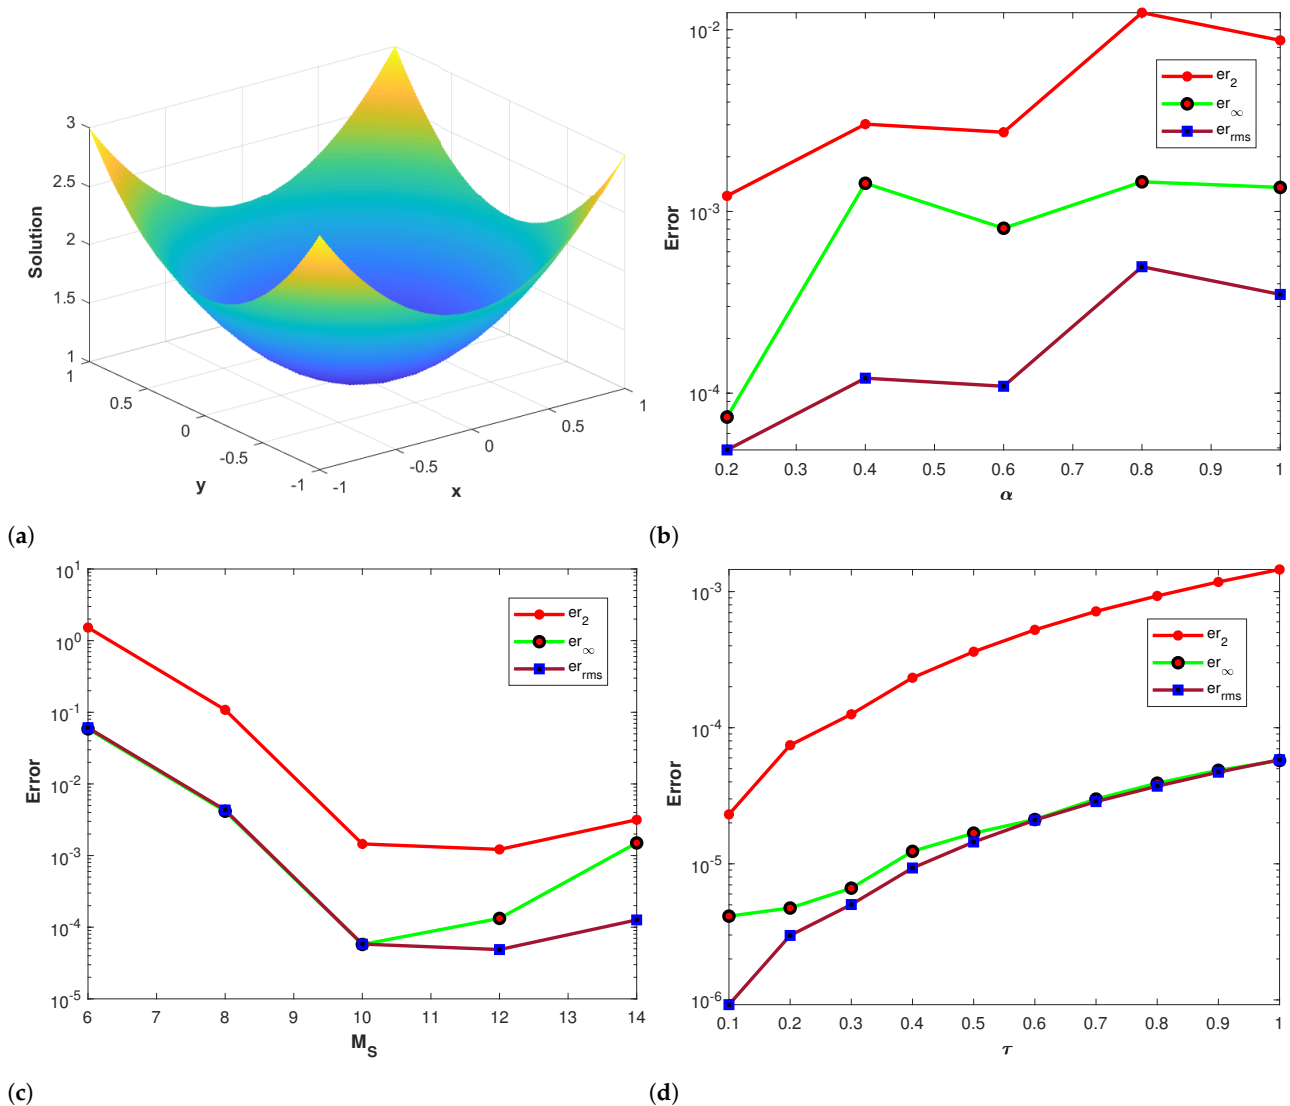 3
2.5
2
1.5
1
Solution
1
0.5
0
-0.5
-1
y
-1
-0.5
0
0.5
1
x
(a)
10^-2
10^-3
10^-4
Error
er_2
er_∞
er_rms
0.2 0.3 0.4 0.5 0.6 0.7 0.8 0.9 1
α
(b)
10^1
10^0
10^-1
10^-2
10^-3
10^-4
10^-5
Error
er_2
er_∞
er_rms
6 7 8 9 10 11 12 13 14
M_S
(c)
10^-3
10^-4
10^-5
10^-6
Error
er_2
er_∞
er_rms
0.1 0.2 0.3 0.4 0.5 0.6 0.7 0.8 0.9 1
τ
(d)